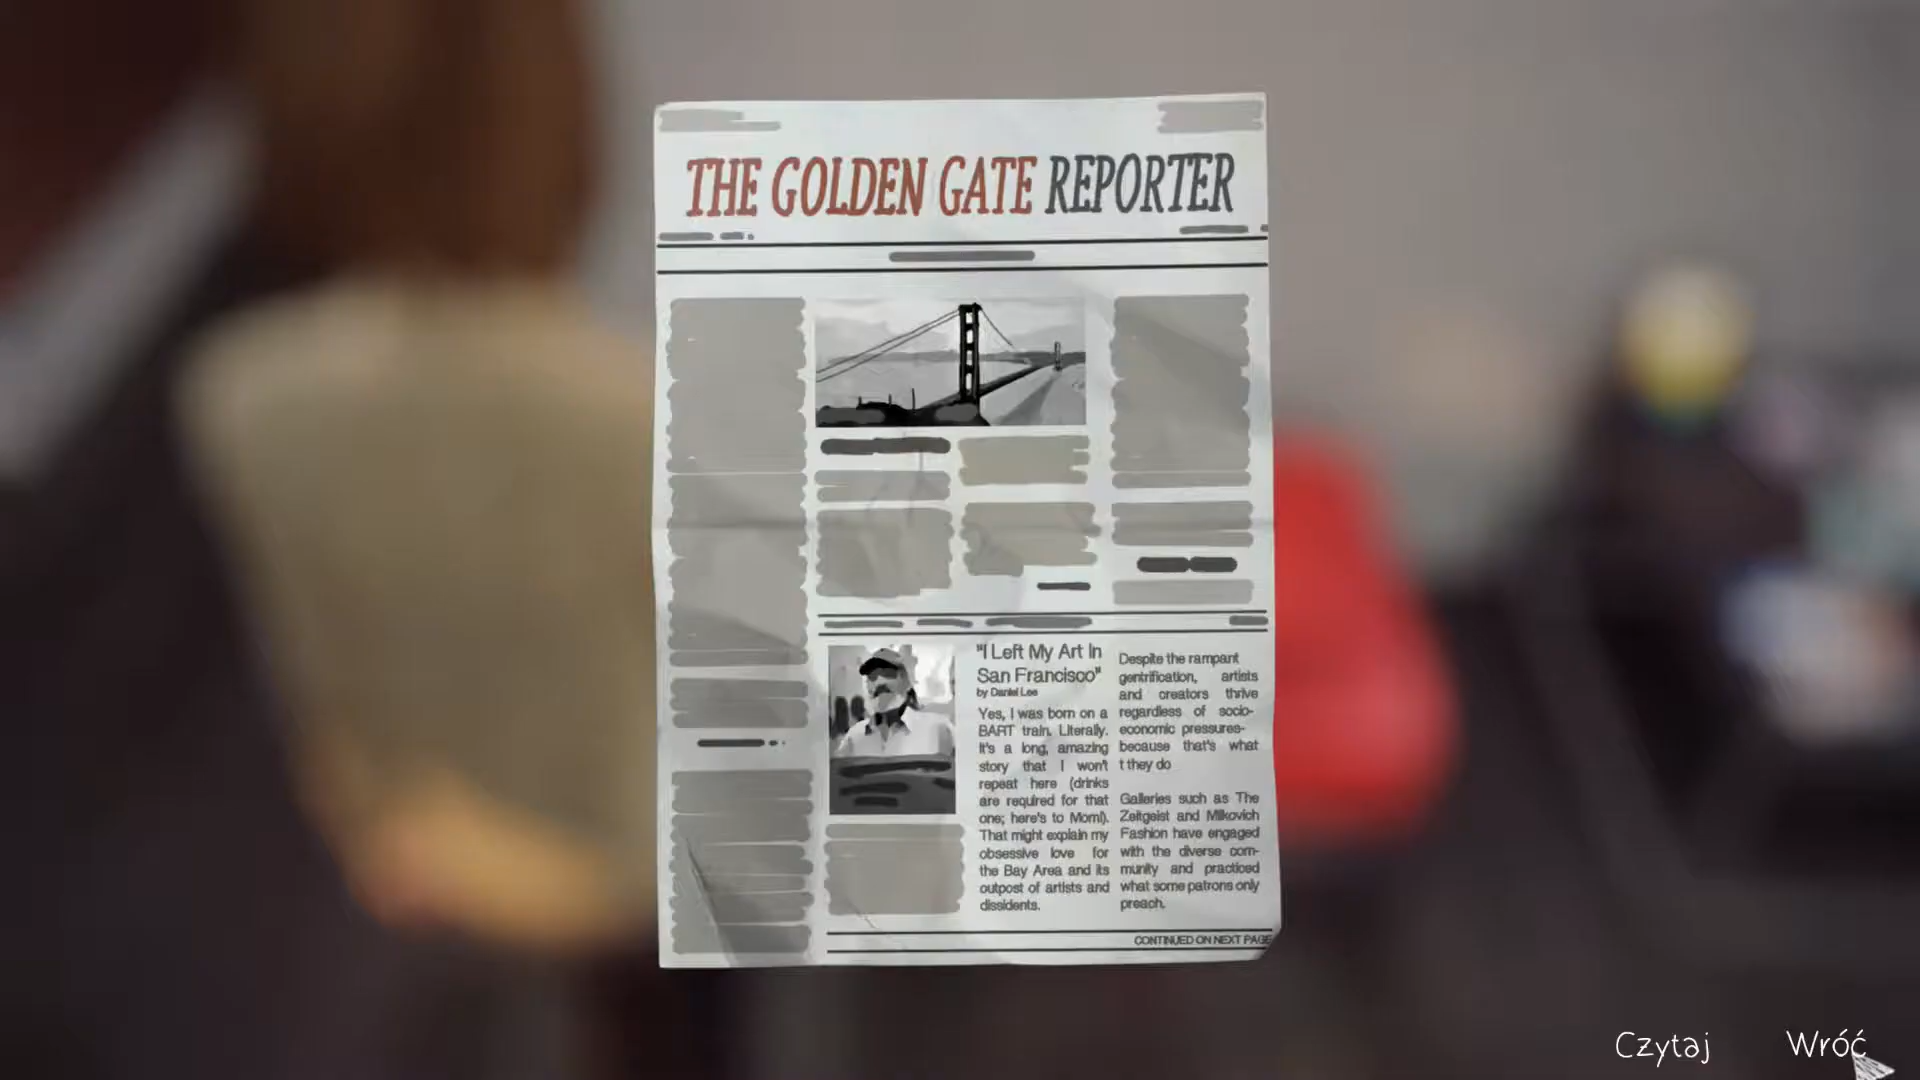 THE GOLDEN GATE REPORTER
"I Left My Art In
San Francisco"
by Daniel Lee
Yes, I was born on a
BART train. Literally.
It's a long, amazing
story that I won't
repeat here (drinks
are required for that
one; here's to Mom!).
That might explain my
obsessive love for
the Bay Area and its
outpost of artists and
dissidents.
Despite the rampant
gentrification, artists
and creators thrive
regardless of socio-
economic pressures-
because that's what
t they do
Galleries such as The
Zeitgeist and Milkovich
Fashion have engaged
with the diverse com-
munity and practiced
what some patrons only
preach.
CONTINUED ON NEXT PAGE
Czytaj
Wróć